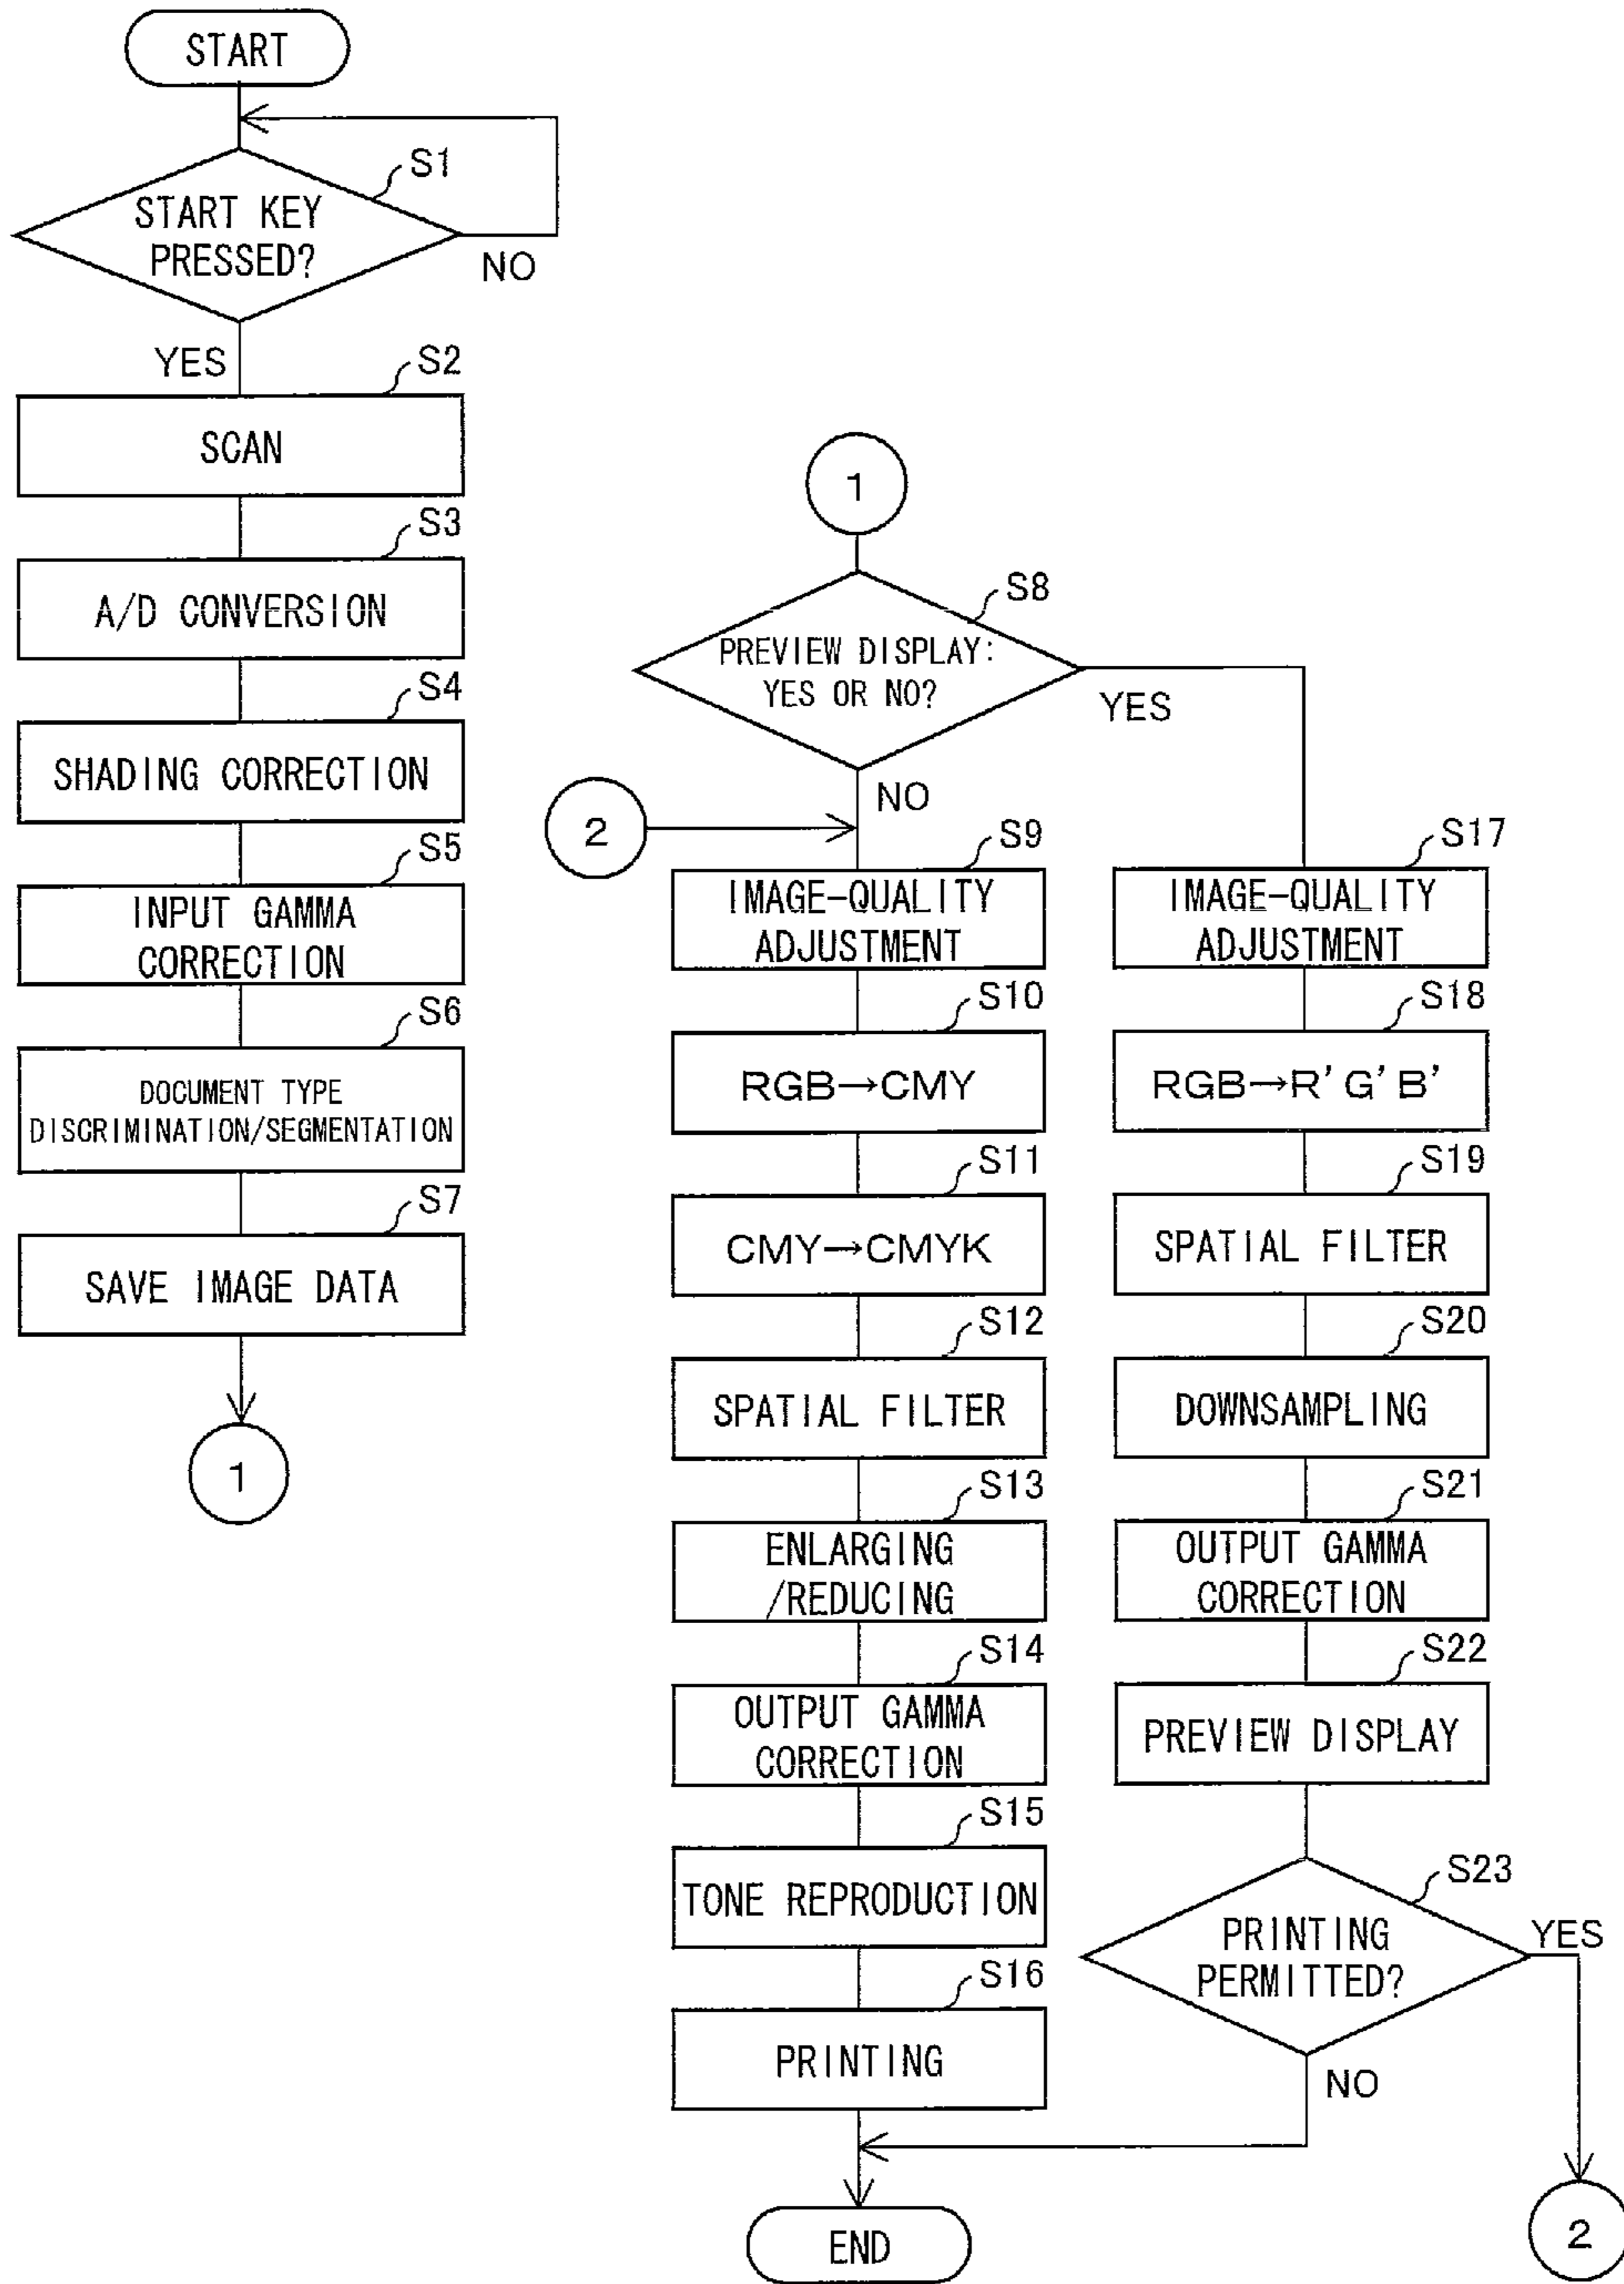 START
S1
START KEY
PRESSED?
NO
YES
S2
SCAN
S3
A/D CONVERSION
S4
SHADING CORRECTION
S5
INPUT GAMMA
CORRECTION
S6
DOCUMENT TYPE
DISCRIMINATION/SEGMENTATION
S7
SAVE IMAGE DATA
1
1
S8
PREVIEW DISPLAY:
YES OR NO?
YES
NO
2
S9
IMAGE-QUALITY
ADJUSTMENT
S10
RGB→CMY
S11
CMY→CMYK
S12
SPATIAL FILTER
S13
ENLARGING
/REDUCING
S14
OUTPUT GAMMA
CORRECTION
S15
TONE REPRODUCTION
S16
PRINTING
END
S17
IMAGE-QUALITY
ADJUSTMENT
S18
RGB→R'G'B'
S19
SPATIAL FILTER
S20
DOWNSAMPLING
S21
OUTPUT GAMMA
CORRECTION
S22
PREVIEW DISPLAY
S23
PRINTING
PERMITTED?
YES
NO
2